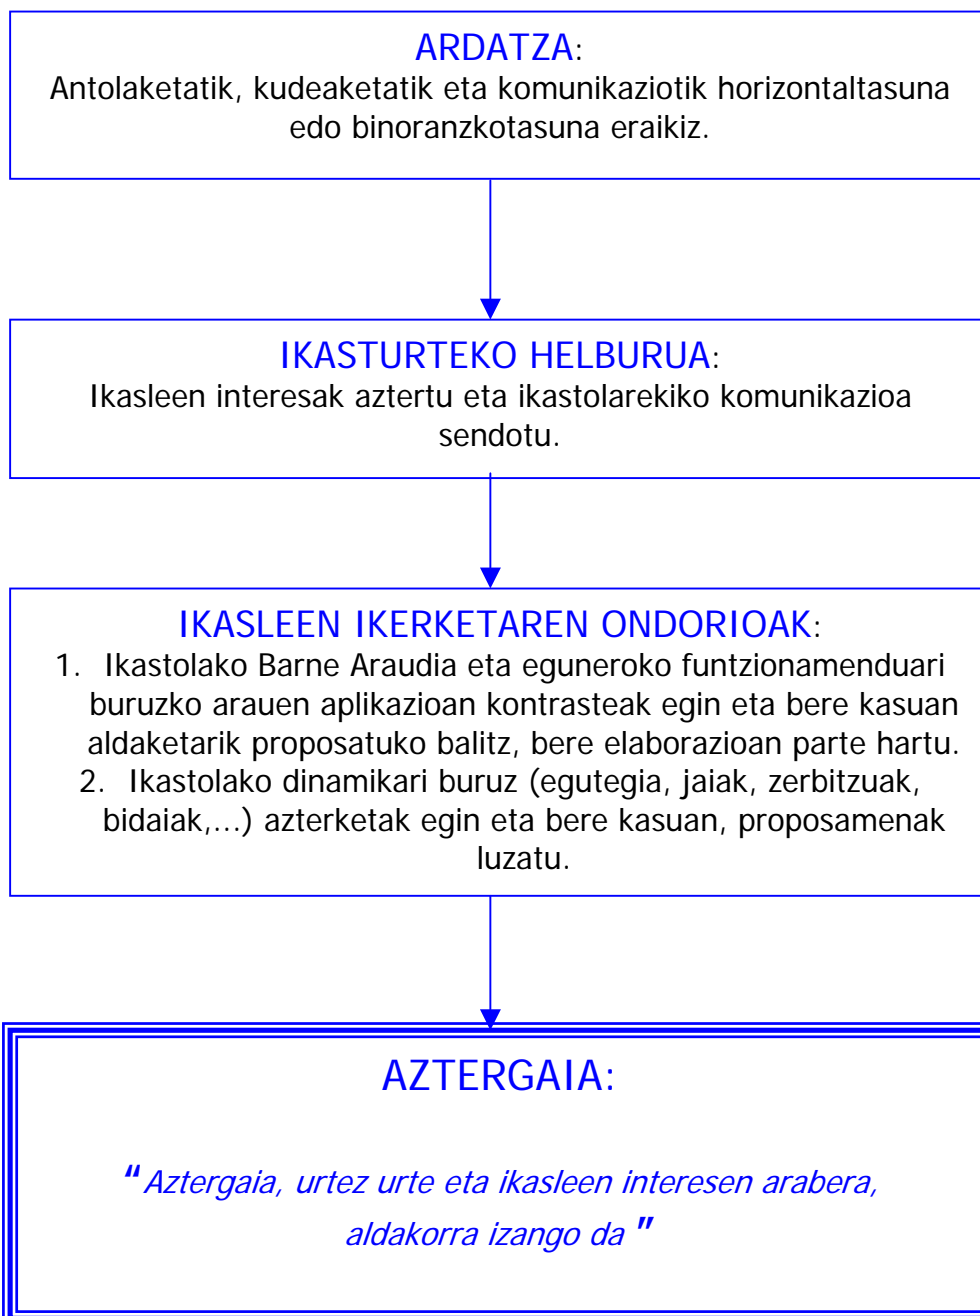 ARDATZA:
Antolaketatik, kudeaketatik eta komunikaziotik horizontaltasuna
edo binoranzkotasuna eraikiz.
IKASTURTEKO HELBURUA:
Ikasleen interesak aztertu eta ikastolarekiko komunikazioa
sendotu.
IKASLEEN IKERKETAREN ONDORIOAK:
1. Ikastolako Barne Araudia eta eguneroko funtzionamenduari
buruzko arauen aplikazioan kontrasteak egin eta bere kasuan
aldaketarik proposatuko balitz, bere elaborazioan parte hartu.
2. Ikastolako dinamikari buruz (egutegia, jaiak, zerbitzuak,
bidaiak,...) azterketak egin eta bere kasuan, proposamenak
luzatu.
AZTERGAIA:
"Aztergaia, urtez urte eta ikasleen interesen arabera,
aldakorra izango da "